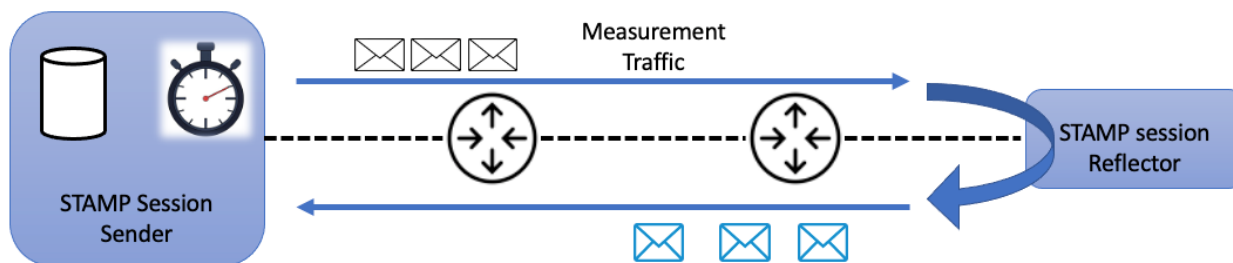 Measurement
Traffic
STAMP Session
Sender
STAMP session
Reflector